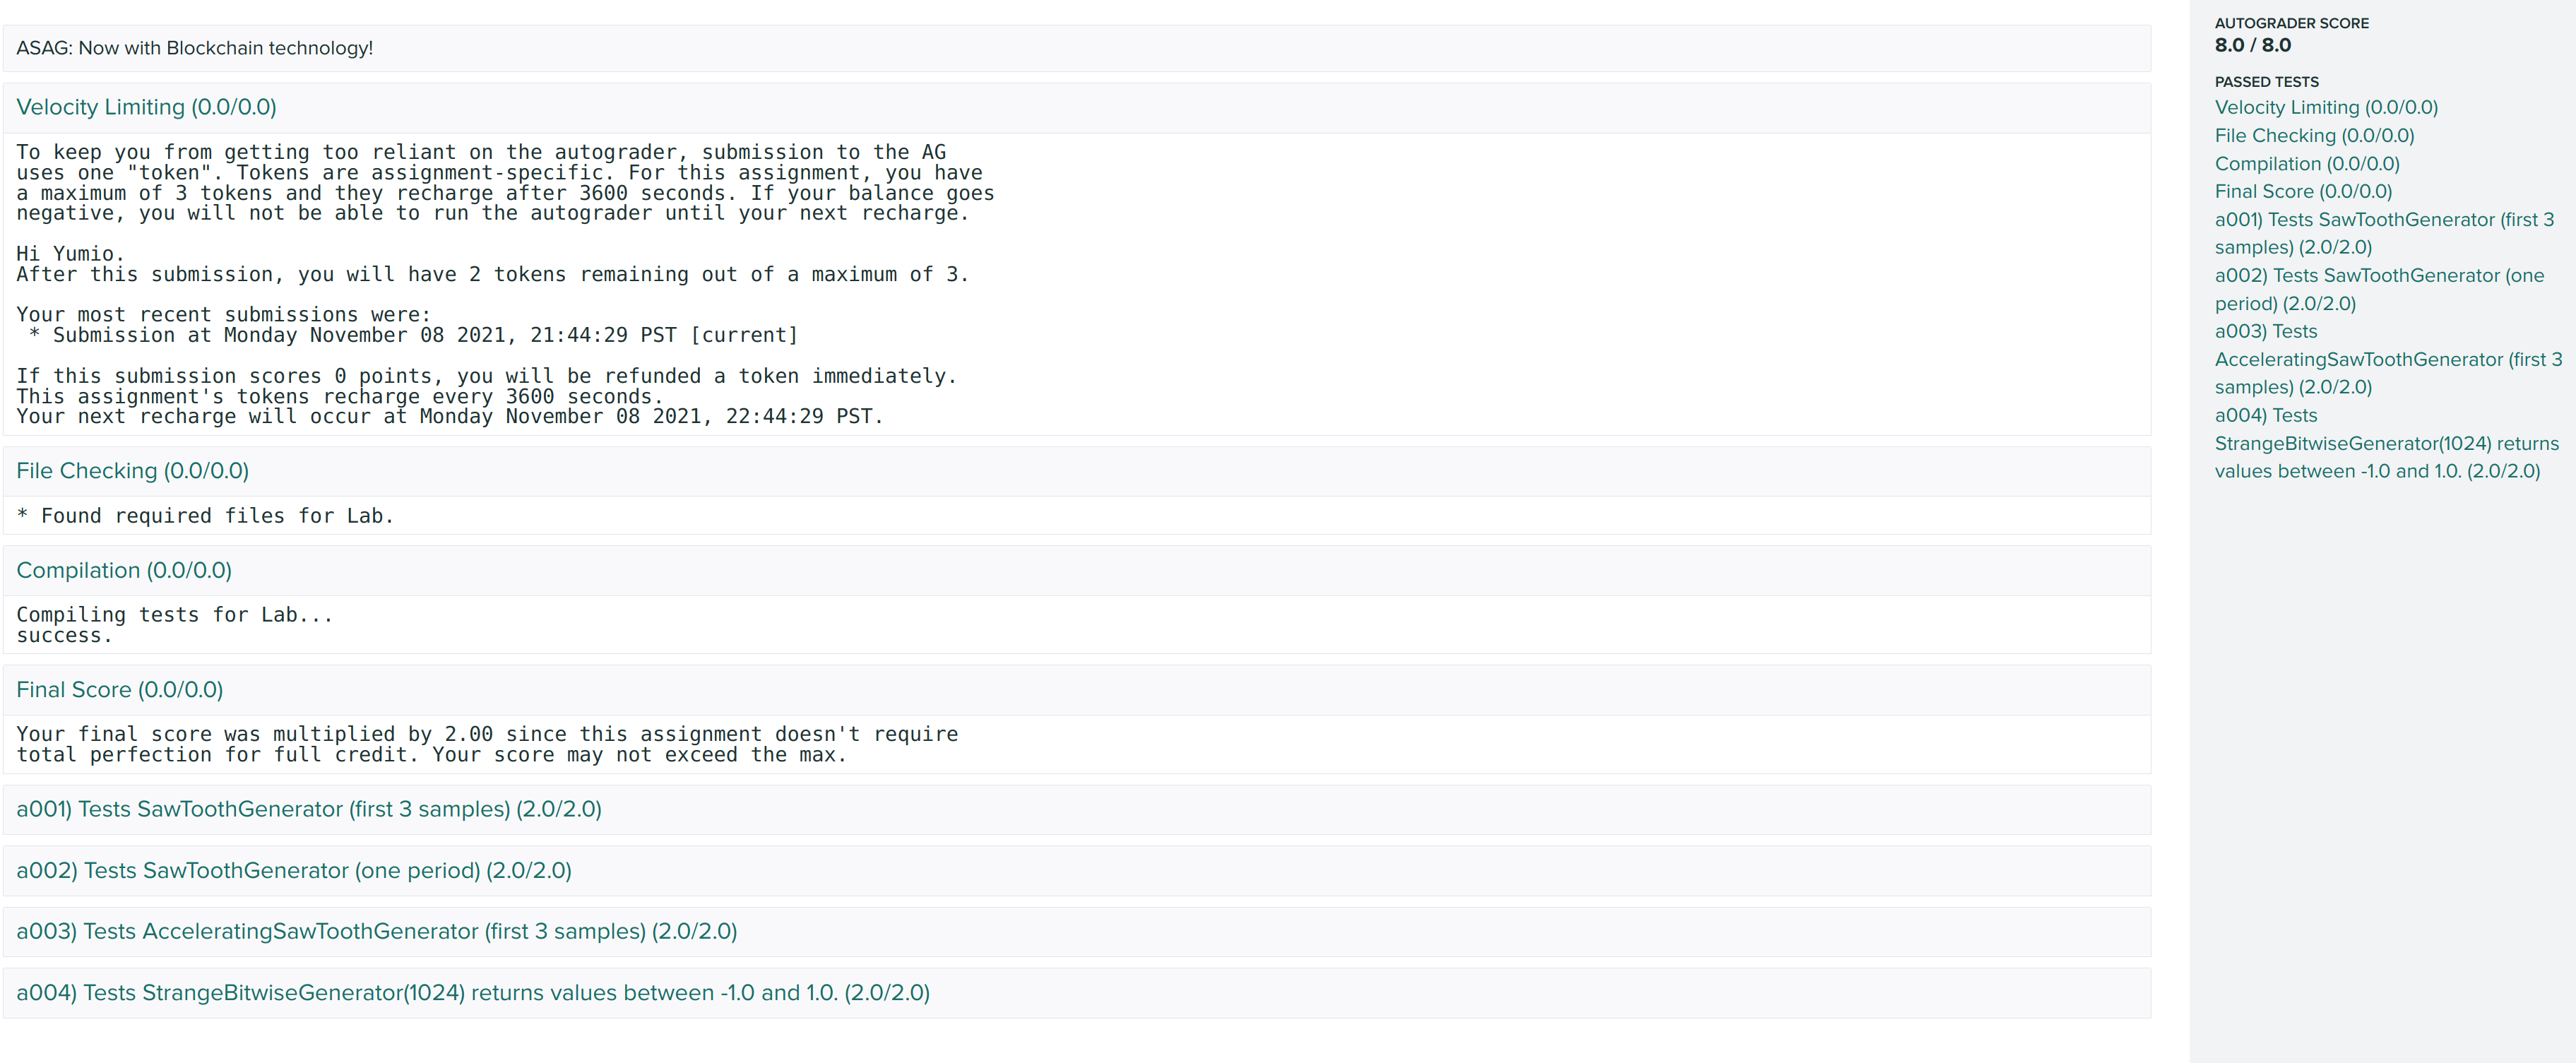 ASAG: Now with Blockchain technology!
Velocity Limiting (0.0/0.0)
To keep you from getting too reliant on the autograder, submission to the AG
uses one "token". Tokens are assignment-specific. For this assignment, you have
a maximum of 3 tokens and they recharge after 3600 seconds. If your balance goes
negative, you will not be able to run the autograder until your next recharge.
Hi Yumio.
After this submission, you will have 2 tokens remaining out of a maximum of 3.
Your most recent submissions were:
* Submission at Monday November 08 2021, 21:44:29 PST [current]
If this submission scores 0 points, you will be refunded a token immediately.
This assignment's tokens recharge every 3600 seconds.
Your next recharge will occur at Monday November 08 2021, 22:44:29 PST.
File Checking (0.0/0.0)
* Found required files for Lab.
Compilation (0.0/0.0)
Compiling tests for Lab...
success.
Final Score (0.0/0.0)
Your final score was multiplied by 2.00 since this assignment doesn't require
total perfection for full credit. Your score may not exceed the max.
a001) Tests SawToothGenerator (first 3 samples) (2.0/2.0)
a002) Tests SawToothGenerator (one period) (2.0/2.0)
a003) Tests AcceleratingSawToothGenerator (first 3 samples) (2.0/2.0)
a004) Tests StrangeBitwiseGenerator(1024) returns values between -1.0 and 1.0. (2.0/2.0)
AUTOGRADER SCORE
8.0 / 8.0
PASSED TESTS
Velocity Limiting (0.0/0.0)
File Checking (0.0/0.0)
Compilation (0.0/0.0)
Final Score (0.0/0.0)
a001) Tests SawToothGenerator (first 3
samples) (2.0/2.0)
a002) Tests SawToothGenerator (one
period) (2.0/2.0)
a003) Tests
AcceleratingSawToothGenerator (first 3
samples) (2.0/2.0)
a004) Tests
StrangeBitwiseGenerator(1024) returns
values between -1.0 and 1.0. (2.0/2.0)